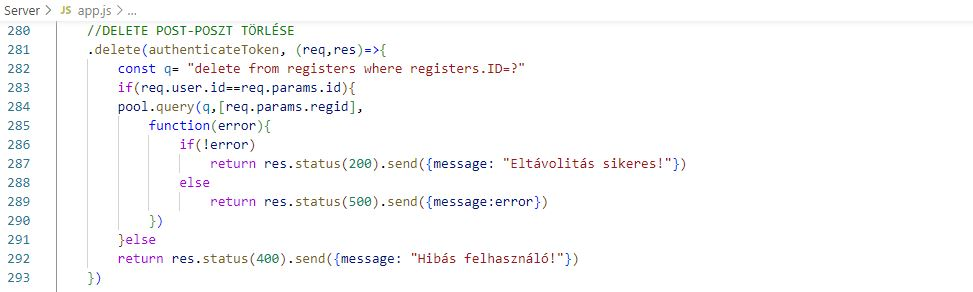 Server > JS app.js > ...
280 //DELETE POST-POSZT TÖRLÉSE
281 .delete(authenticateToken, (req,res)=>{
282 const q= "delete from registers where registers.ID=?"
283 if(req.user.id==req.params.id){
284 pool.query(q,[req.params.regid],
285 function(error){
286 if(!error)
287 return res.status(200).send({message: "Eltávolitás sikeres!"})
288 else
289 return res.status(500).send({message:error})
290 })
291 }else
292 return res.status(400).send({message: "Hibás felhasználó!"})
293 })